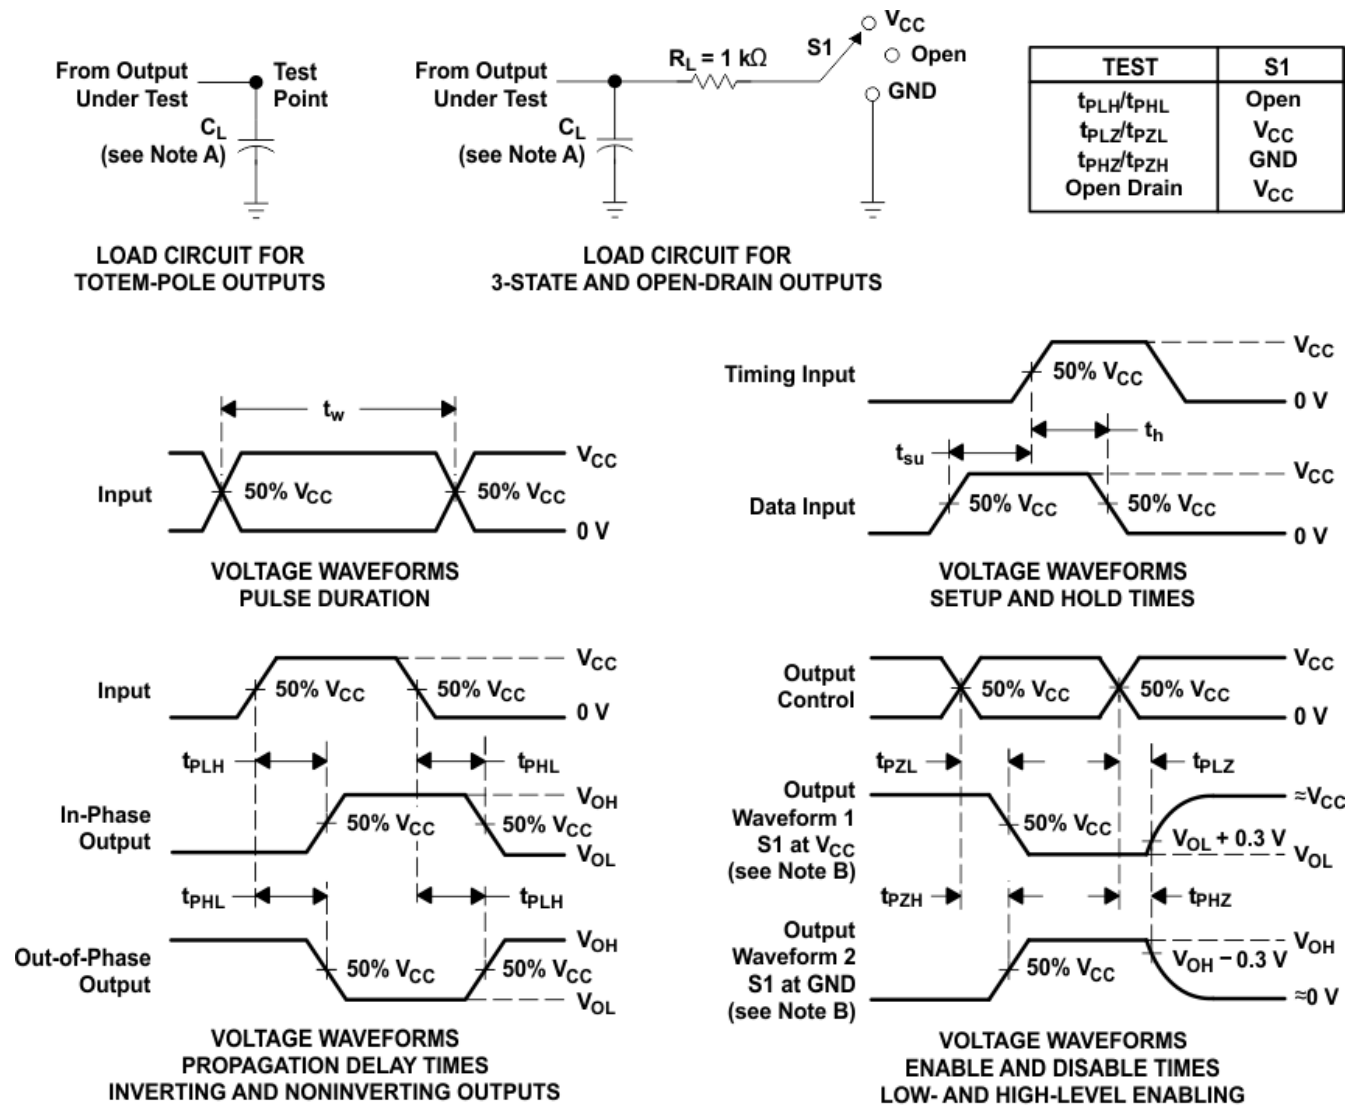 From Output
Under Test
Test
Point
CL
(see Note A)
LOAD CIRCUIT FOR
TOTEM-POLE OUTPUTS
From Output
Under Test
RL = 1 kΩ
S1
VCC
Open
GND
CL
(see Note A)
LOAD CIRCUIT FOR
3-STATE AND OPEN-DRAIN OUTPUTS
TEST S1
tPLH/tPHL Open
tPLZ/tPZL VCC
tPHZ/tPZH GND
Open Drain VCC
tw
Input
50% VCC
50% VCC
VCC
0 V
VOLTAGE WAVEFORMS
PULSE DURATION
Timing Input
50% VCC
VCC
0 V
th
tsu
Data Input
50% VCC
50% VCC
VCC
0 V
VOLTAGE WAVEFORMS
SETUP AND HOLD TIMES
Input
50% VCC
50% VCC
VCC
0 V
tPLH
tPHL
In-Phase
Output
50% VCC
50% VCC
VOH
VOL
tPHL
tPLH
Out-of-Phase
Output
50% VCC
50% VCC
VOH
VOL
VOLTAGE WAVEFORMS
PROPAGATION DELAY TIMES
INVERTING AND NONINVERTING OUTPUTS
Output
Control
50% VCC
50% VCC
VCC
0 V
tPZL
tPLZ
Output
Waveform 1
S1 at VCC
(see Note B)
50% VCC
VOL + 0.3 V
≈VCC
VOL
tPZH
tPHZ
Output
Waveform 2
S1 at GND
(see Note B)
50% VCC
VOH − 0.3 V
VOH
≈0 V
VOLTAGE WAVEFORMS
ENABLE AND DISABLE TIMES
LOW- AND HIGH-LEVEL ENABLING